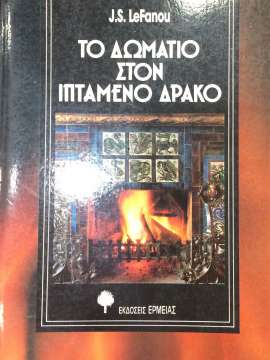 J.S. LeFanou
ΤΟ ΔΩΜΑΤΙΟ
ΣΤΟΝ
ΙΠΤΑΜΕΝΟ ΔΡΑΚΟ
ΕΚΔΟΣΕΙΣ ΕΡΜΕΙΑΣ